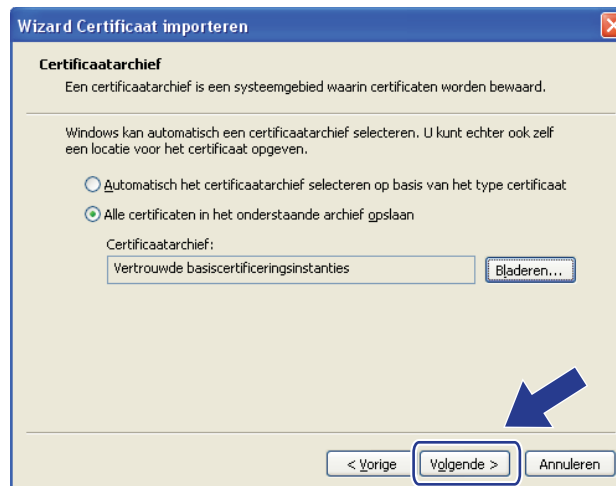 Wizard Certificaat importeren
Certificaatarchief
Een certificaatarchief is een systeemgebied waarin certificaten worden bewaard.
Windows kan automatisch een certificaatarchief selecteren. U kunt echter ook zelf
een locatie voor het certificaat opgeven.
Automatisch het certificaatarchief selecteren op basis van het type certificaat
Alle certificaten in het onderstaande archief opslaan
Certificaatarchief:
Vertrouwde basiscertificeringsinstanties
Bladeren...
< Vorige
Volgende >
Annuleren